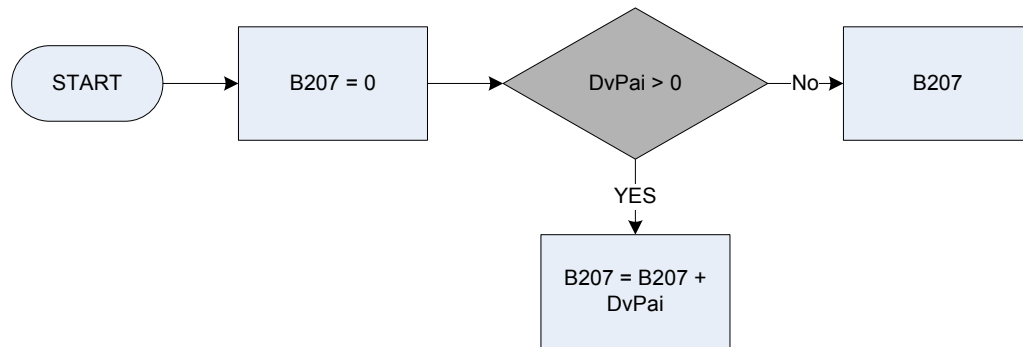 START
B207 = 0
DvPai > 0
No
B207
YES
B207 = B207 +
DvPai